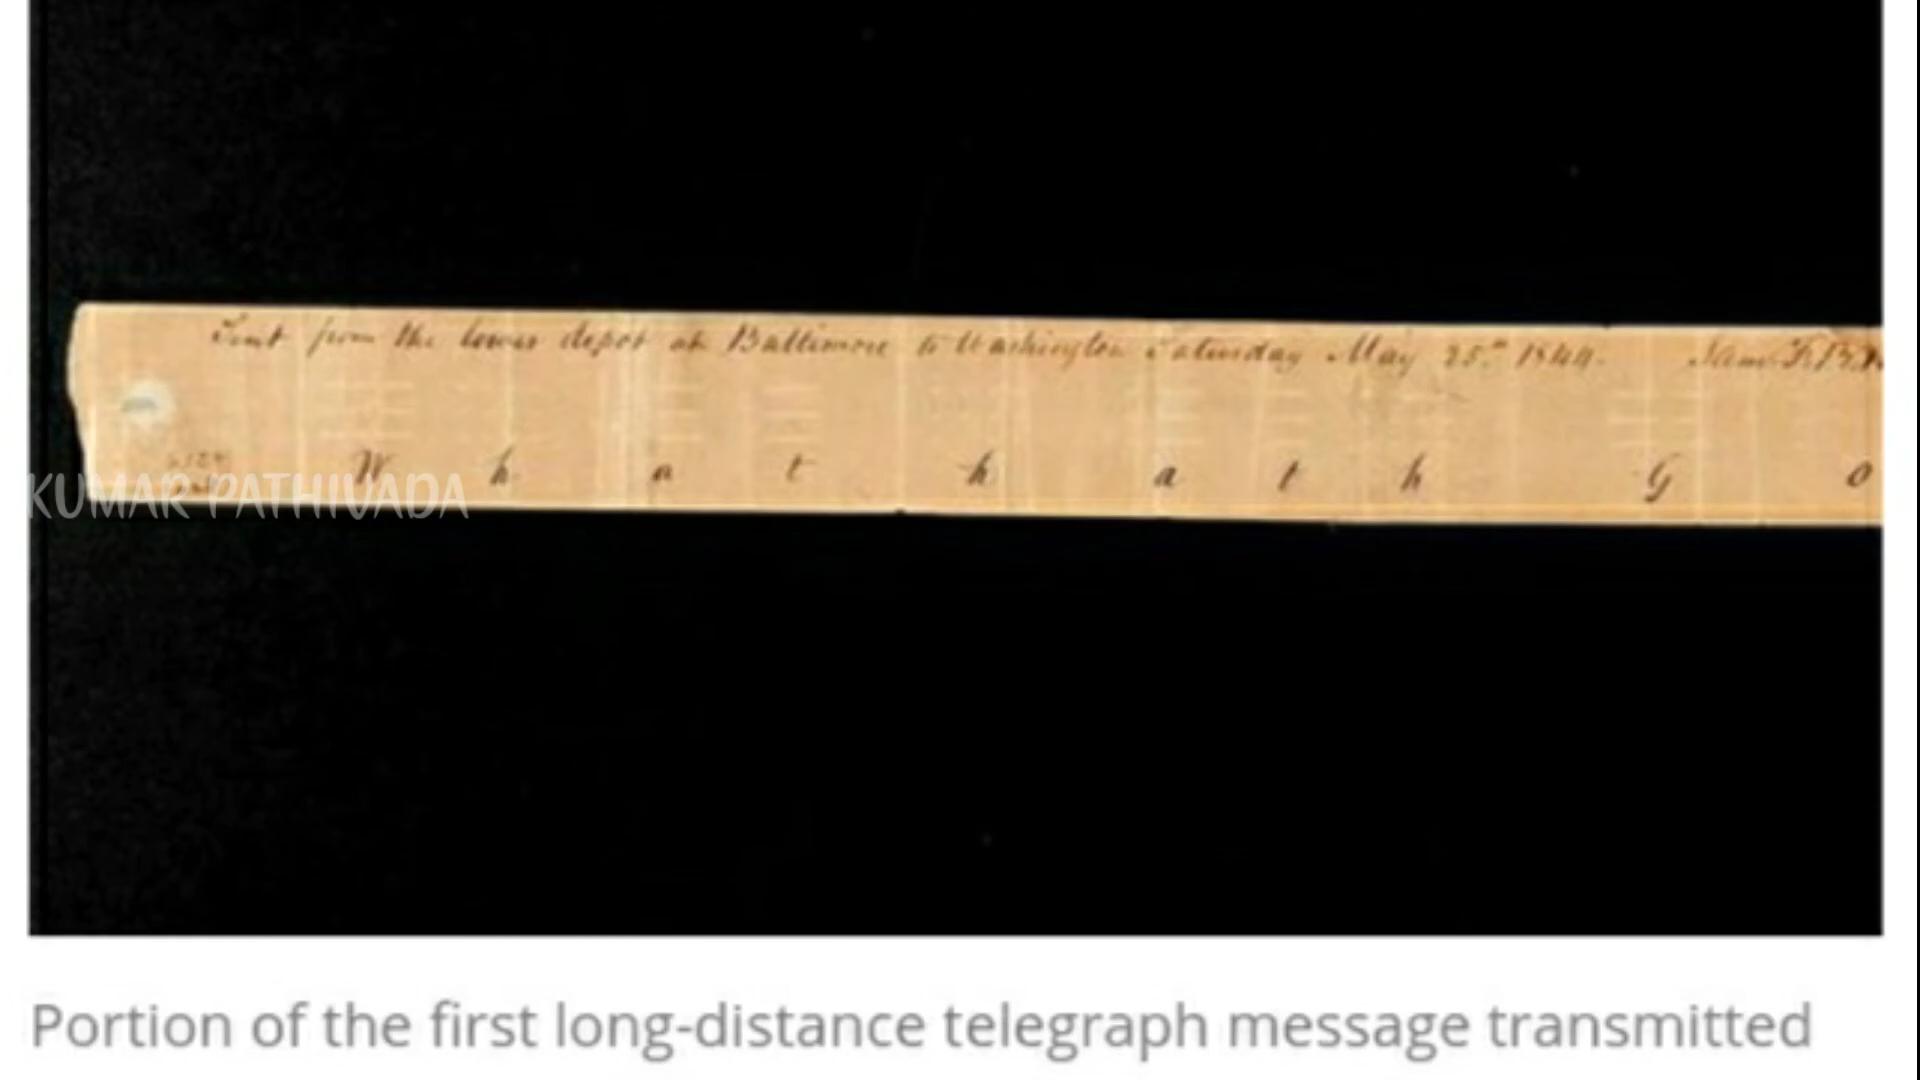 Sent from the lower depot at Baltimore to Washington Saturday May 25th 1844. Sam. F. B.
W h a t h a t h G o
KUMAR PATHIVADA
Portion of the first long-distance telegraph message transmitted